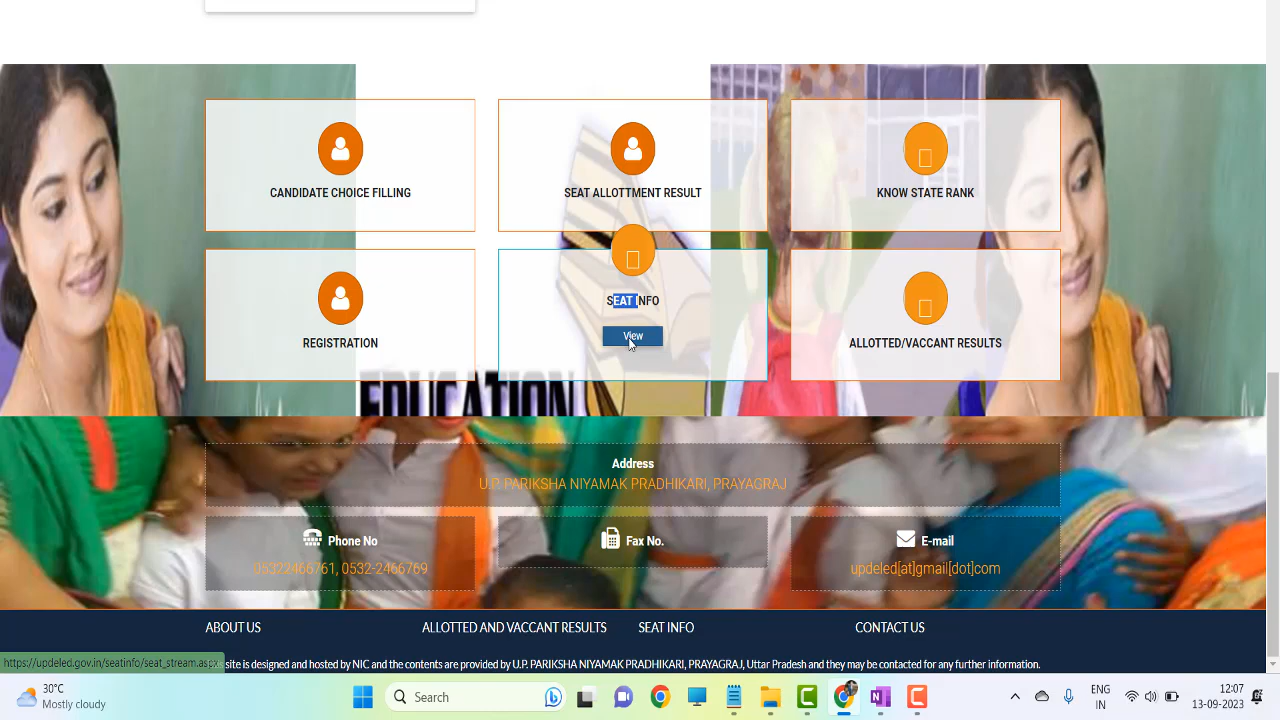 CANDIDATE CHOICE FILLING
SEAT ALLOTTMENT RESULT
KNOW STATE RANK
REGISTRATION
SEAT INFO
View
ALLOTTED/VACCANT RESULTS
EDUCATION
Address
U.P. PARIKSHA NIYAMAK PRADHIKARI, PRAYAGRAJ
Phone No
05322466761, 0532-2466769
Fax No.
E-mail
updeled[at]gmail[dot]com
ABOUT US
ALLOTTED AND VACCANT RESULTS
SEAT INFO
CONTACT US
https://updeled.gov.in/seatinfo/seat_stream.aspx
site is designed and hosted by NIC and the contents are provided by U.P. PARIKSHA NIYAMAK PRADHIKARI, PRAYAGRAJ, Uttar Pradesh and they may be contacted for any further information.
30°C
Mostly cloudy
Search
ENG
IN
12:07
13-09-2023